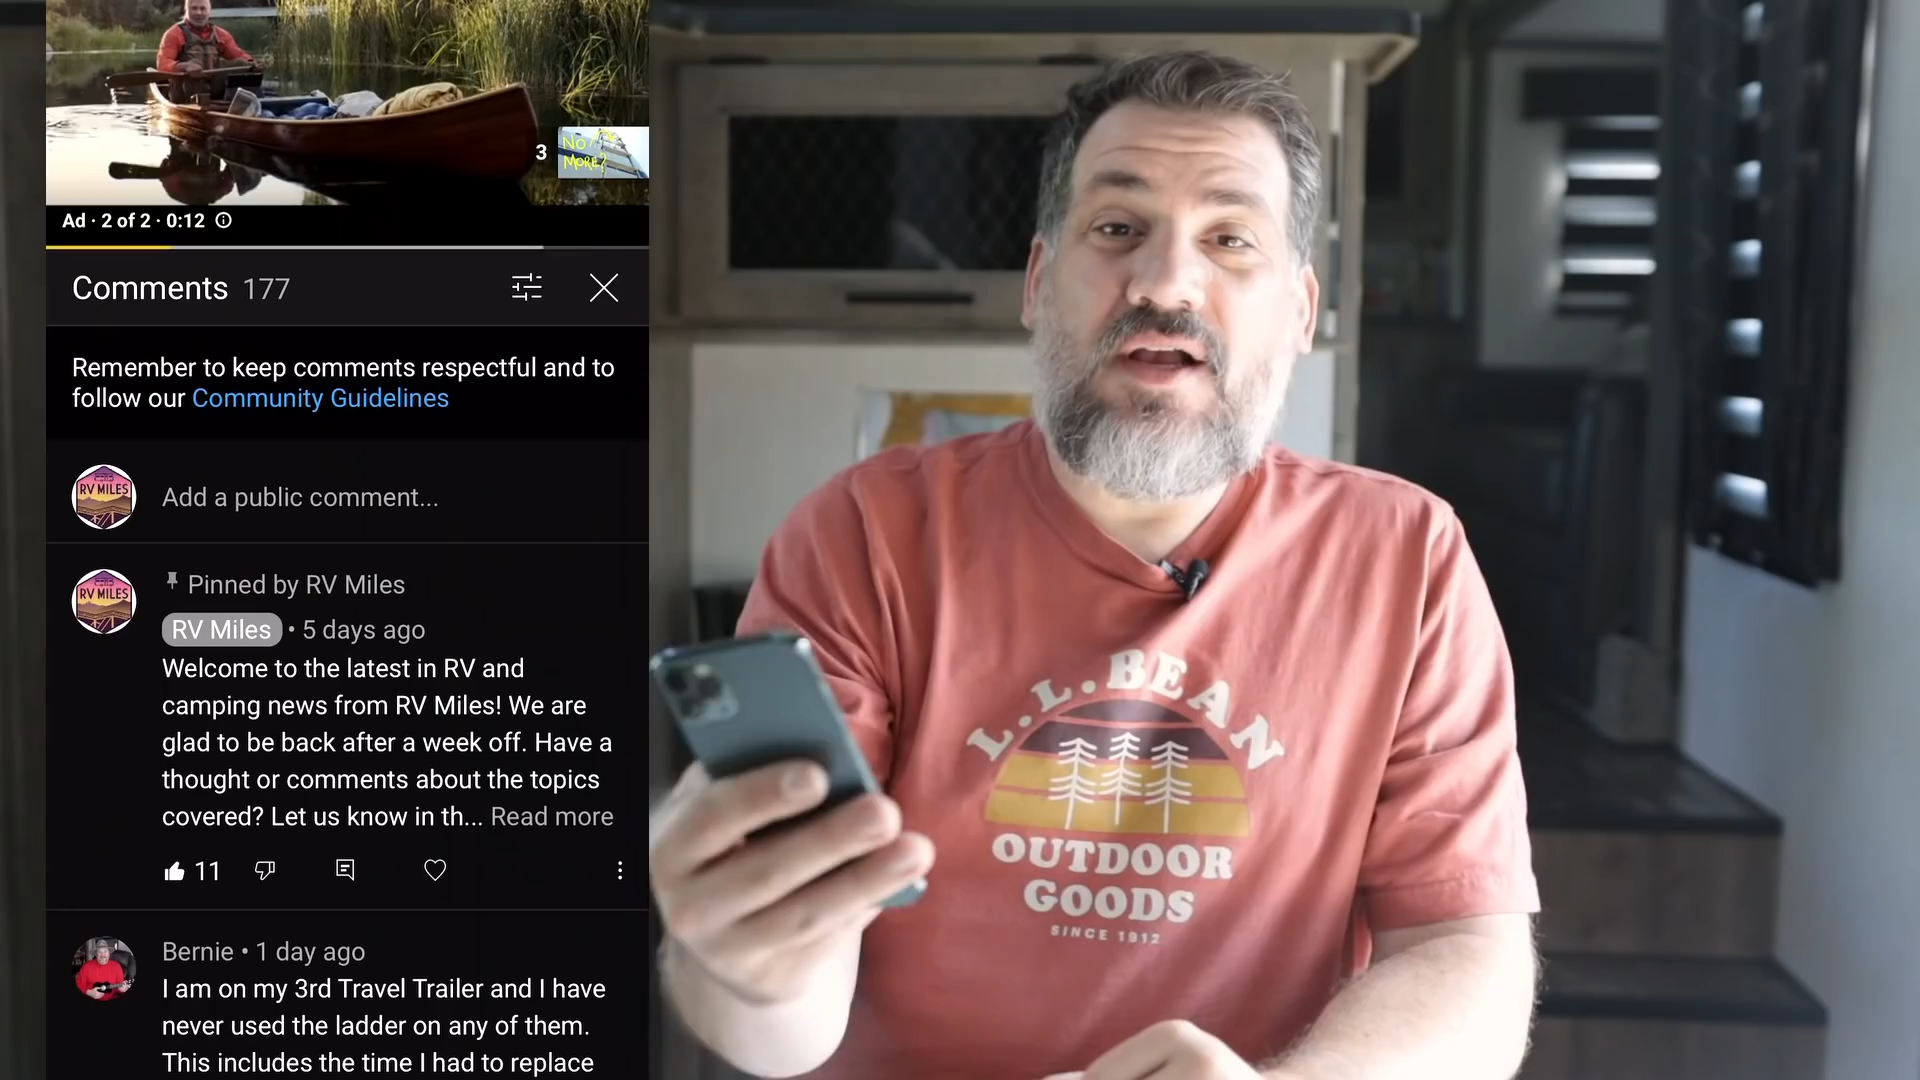 NO
MORE?
3
Ad · 2 of 2 · 0:12
Comments 177
Remember to keep comments respectful and to
follow our Community Guidelines
RV MILES
Add a public comment...
RV MILES
Pinned by RV Miles
RV Miles • 5 days ago
Welcome to the latest in RV and
camping news from RV Miles! We are
glad to be back after a week off. Have a
thought or comments about the topics
covered? Let us know in th... Read more
11
Bernie • 1 day ago
I am on my 3rd Travel Trailer and I have
never used the ladder on any of them.
This includes the time I had to replace
L.L.BEAN
OUTDOOR
GOODS
SINCE 1912